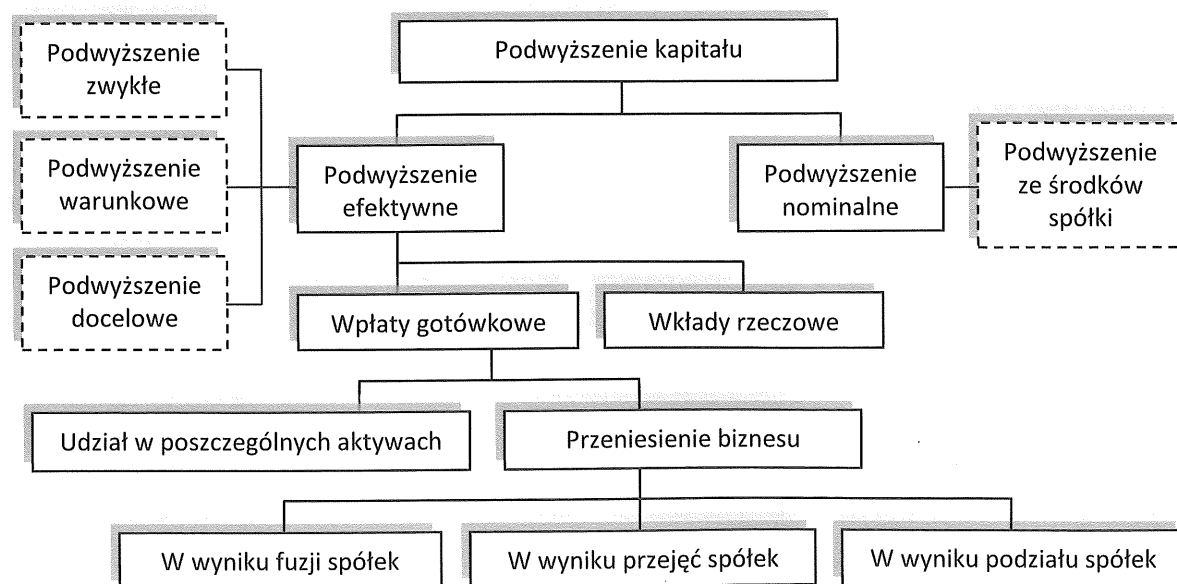 Podwyższenie
zwykłe
Podwyższenie kapitału
Podwyższenie
warunkowe
Podwyższenie
efektywne
Podwyższenie
nominalne
Podwyższenie
ze środków
spółki
Podwyższenie
docelowe
Wpłaty gotówkowe
Wkłady rzeczowe
Udział w poszczególnych aktywach
Przeniesienie biznesu
W wyniku fuzji spółek
W wyniku przejęć spółek
W wyniku podziału spółek